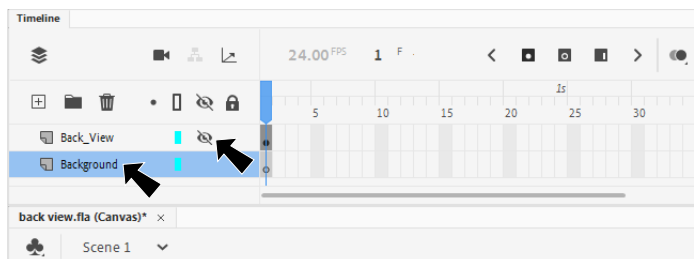 Timeline
24.00 FPS 1 F
1s
5 10 15 20 25 30
Back_View
Background
back view.fla (Canvas)* ×
Scene 1